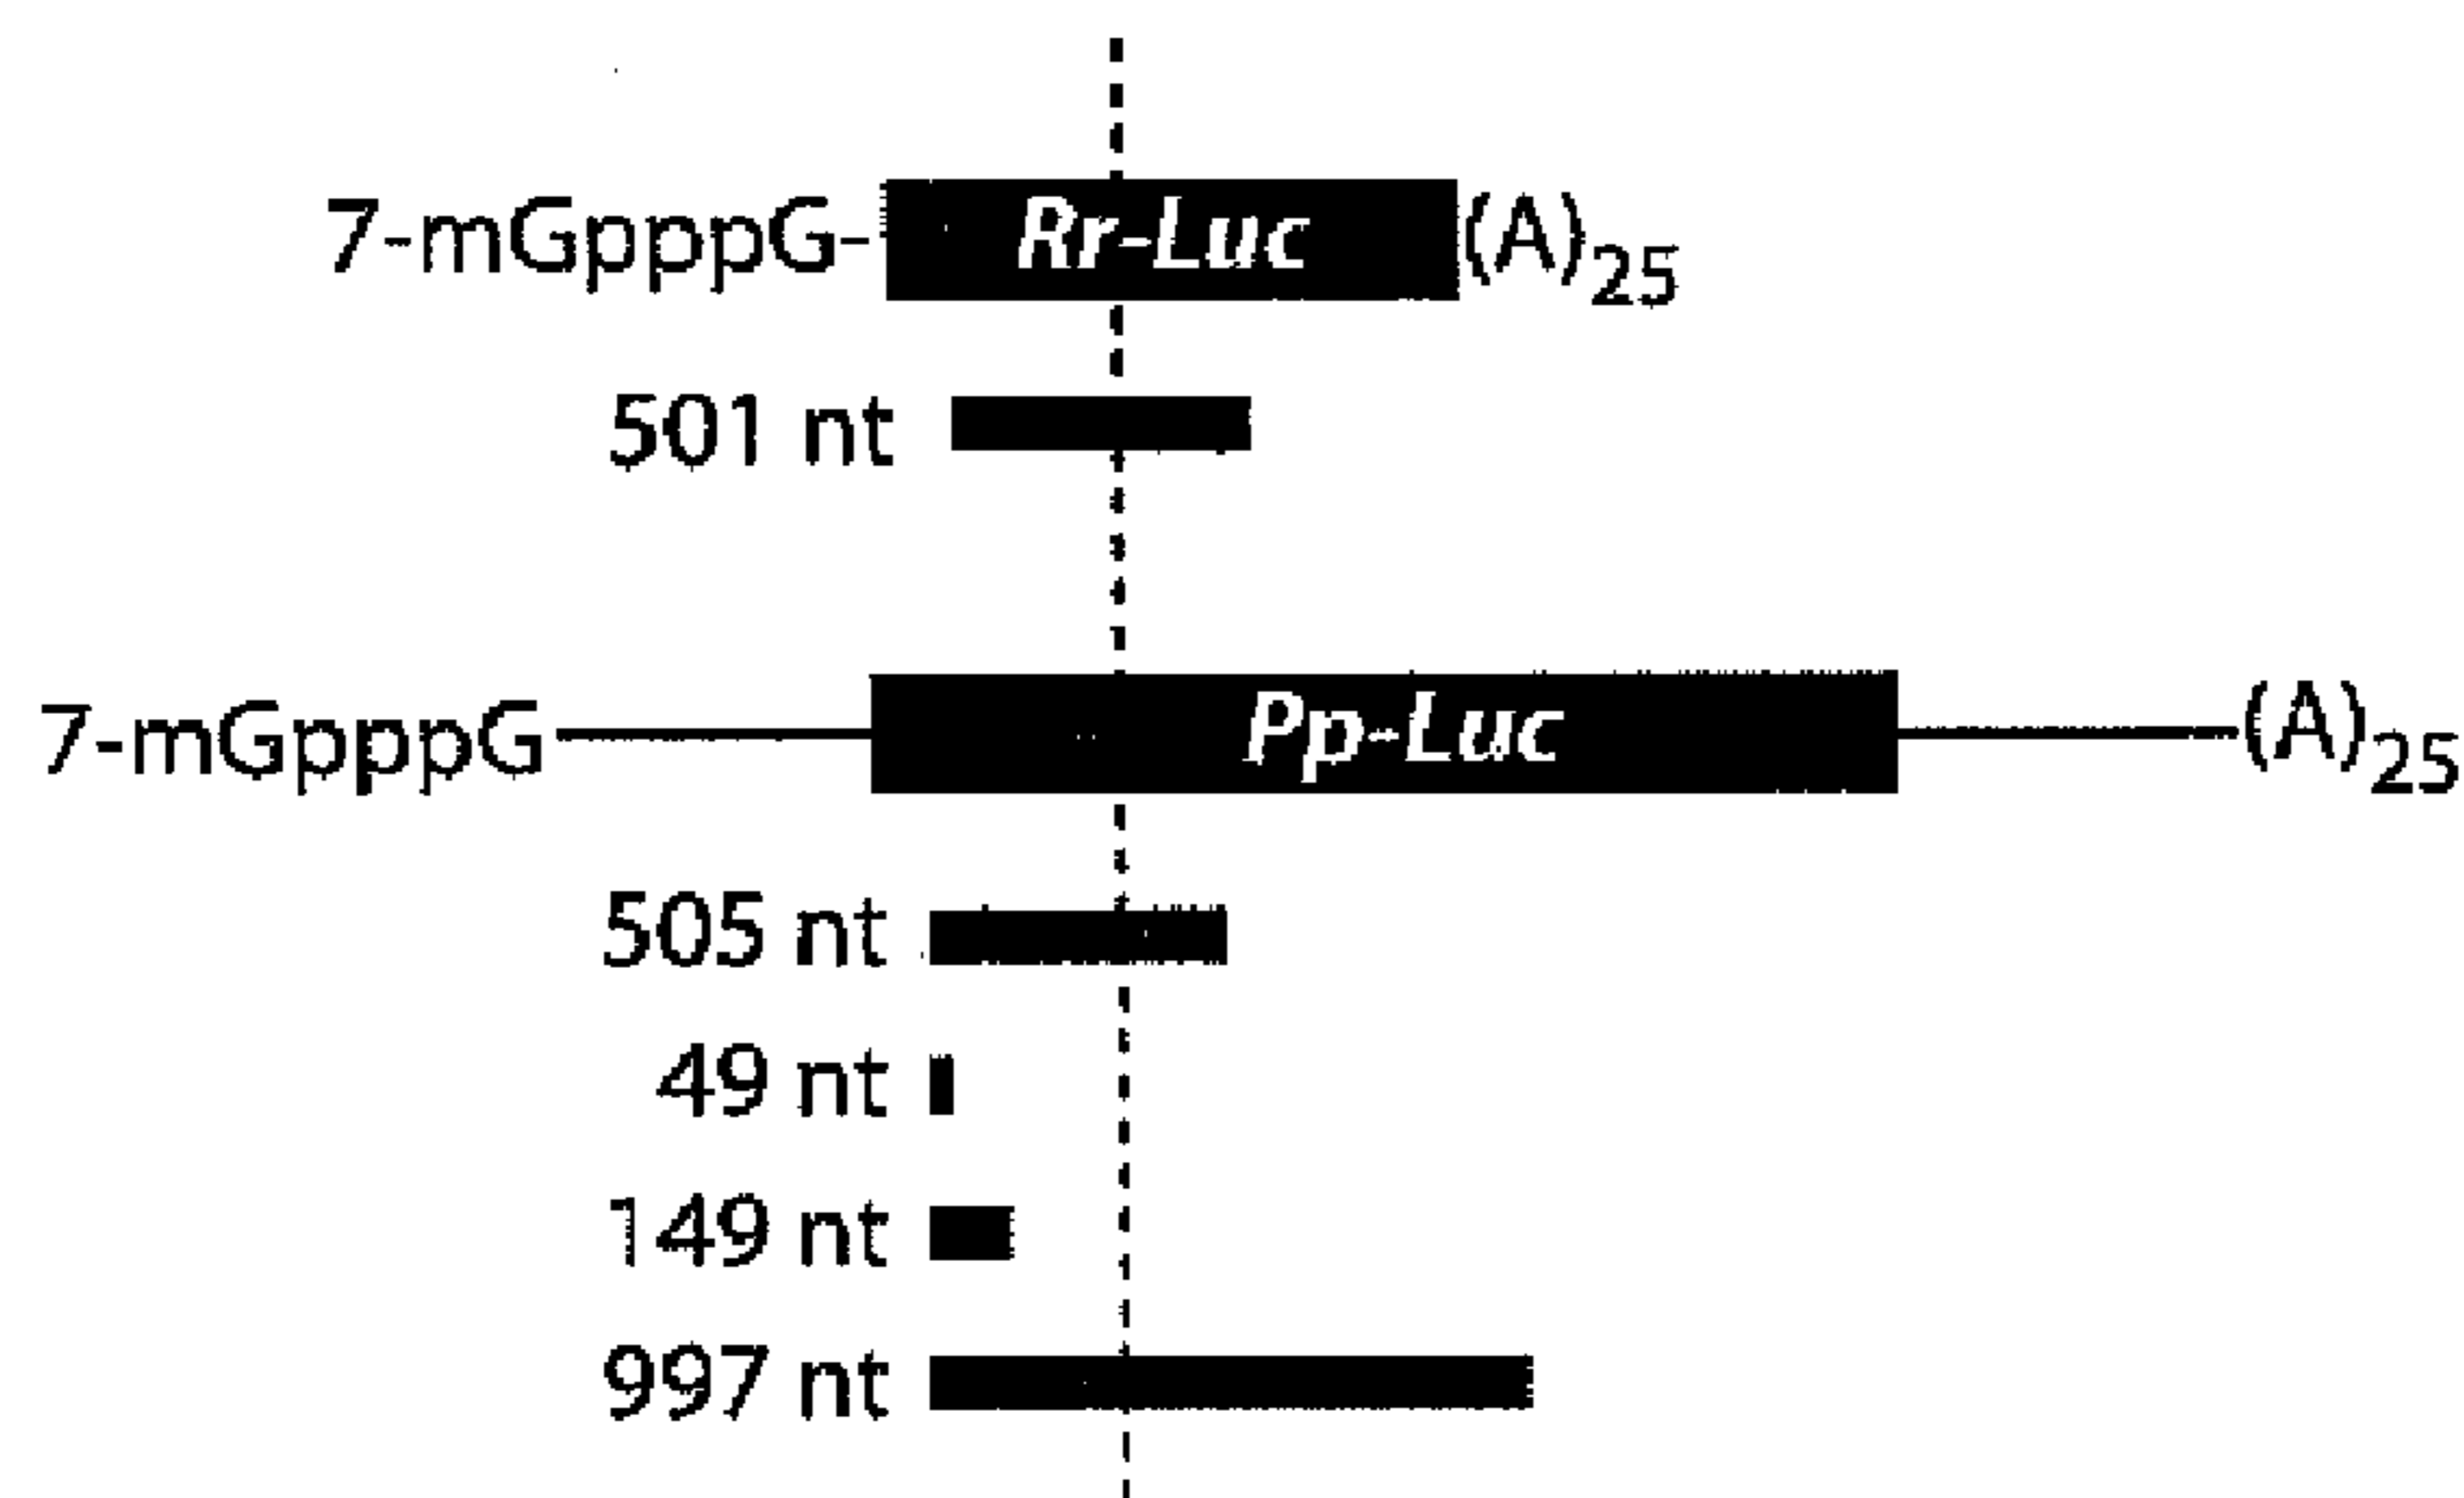 7-mGpppG- Rr-Luc (A)25
501 nt
7-mGpppG Pp-Luc (A)25
505 nt
49 nt
149 nt
997 nt